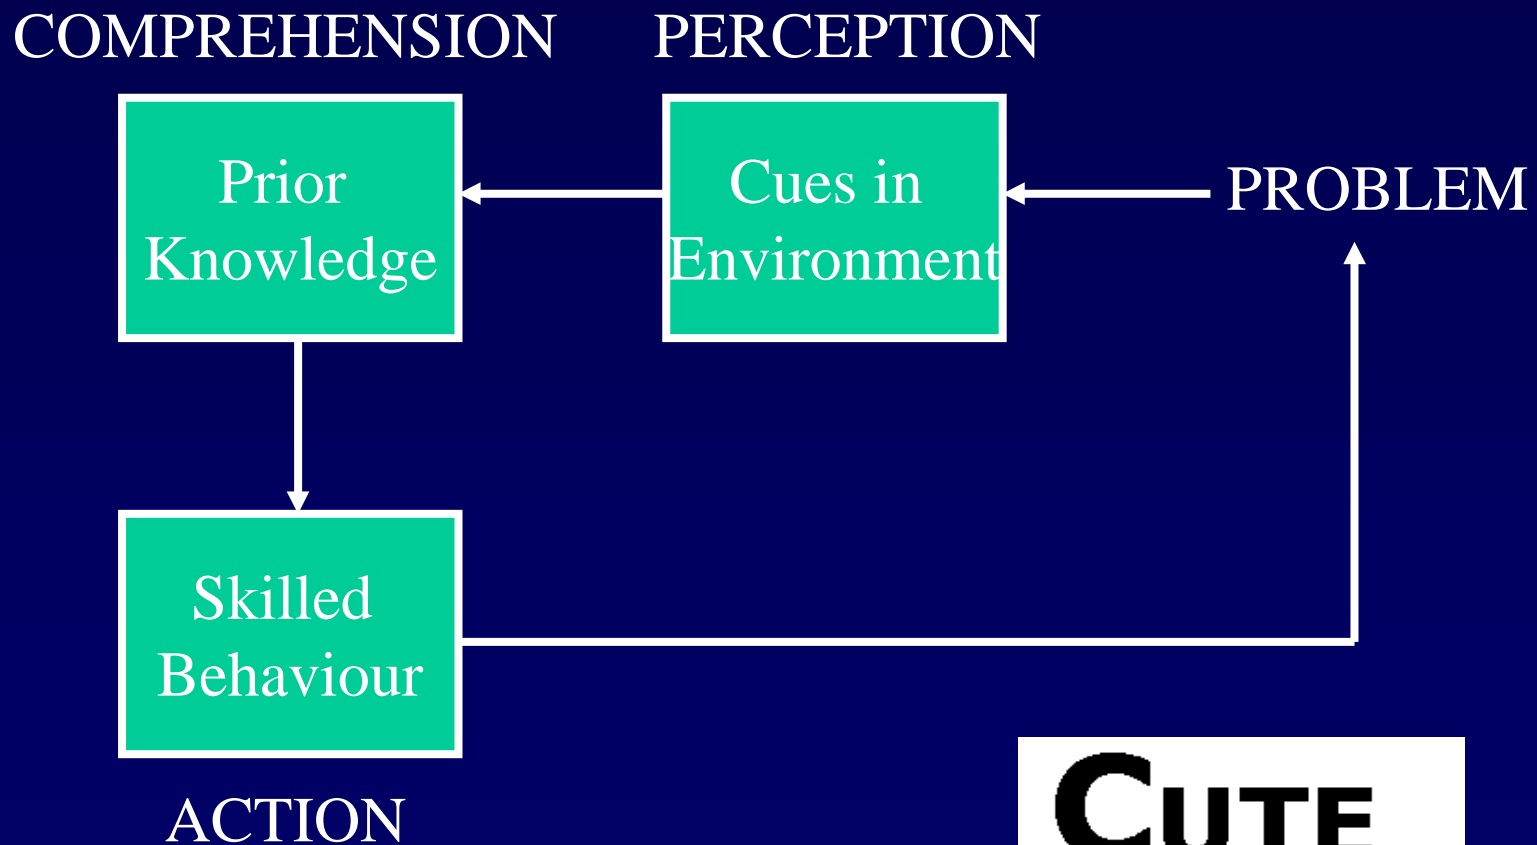 COMPREHENSION
PERCEPTION
Prior
Knowledge
Cues in
Environment
PROBLEM
Skilled
Behaviour
ACTION
CUTE